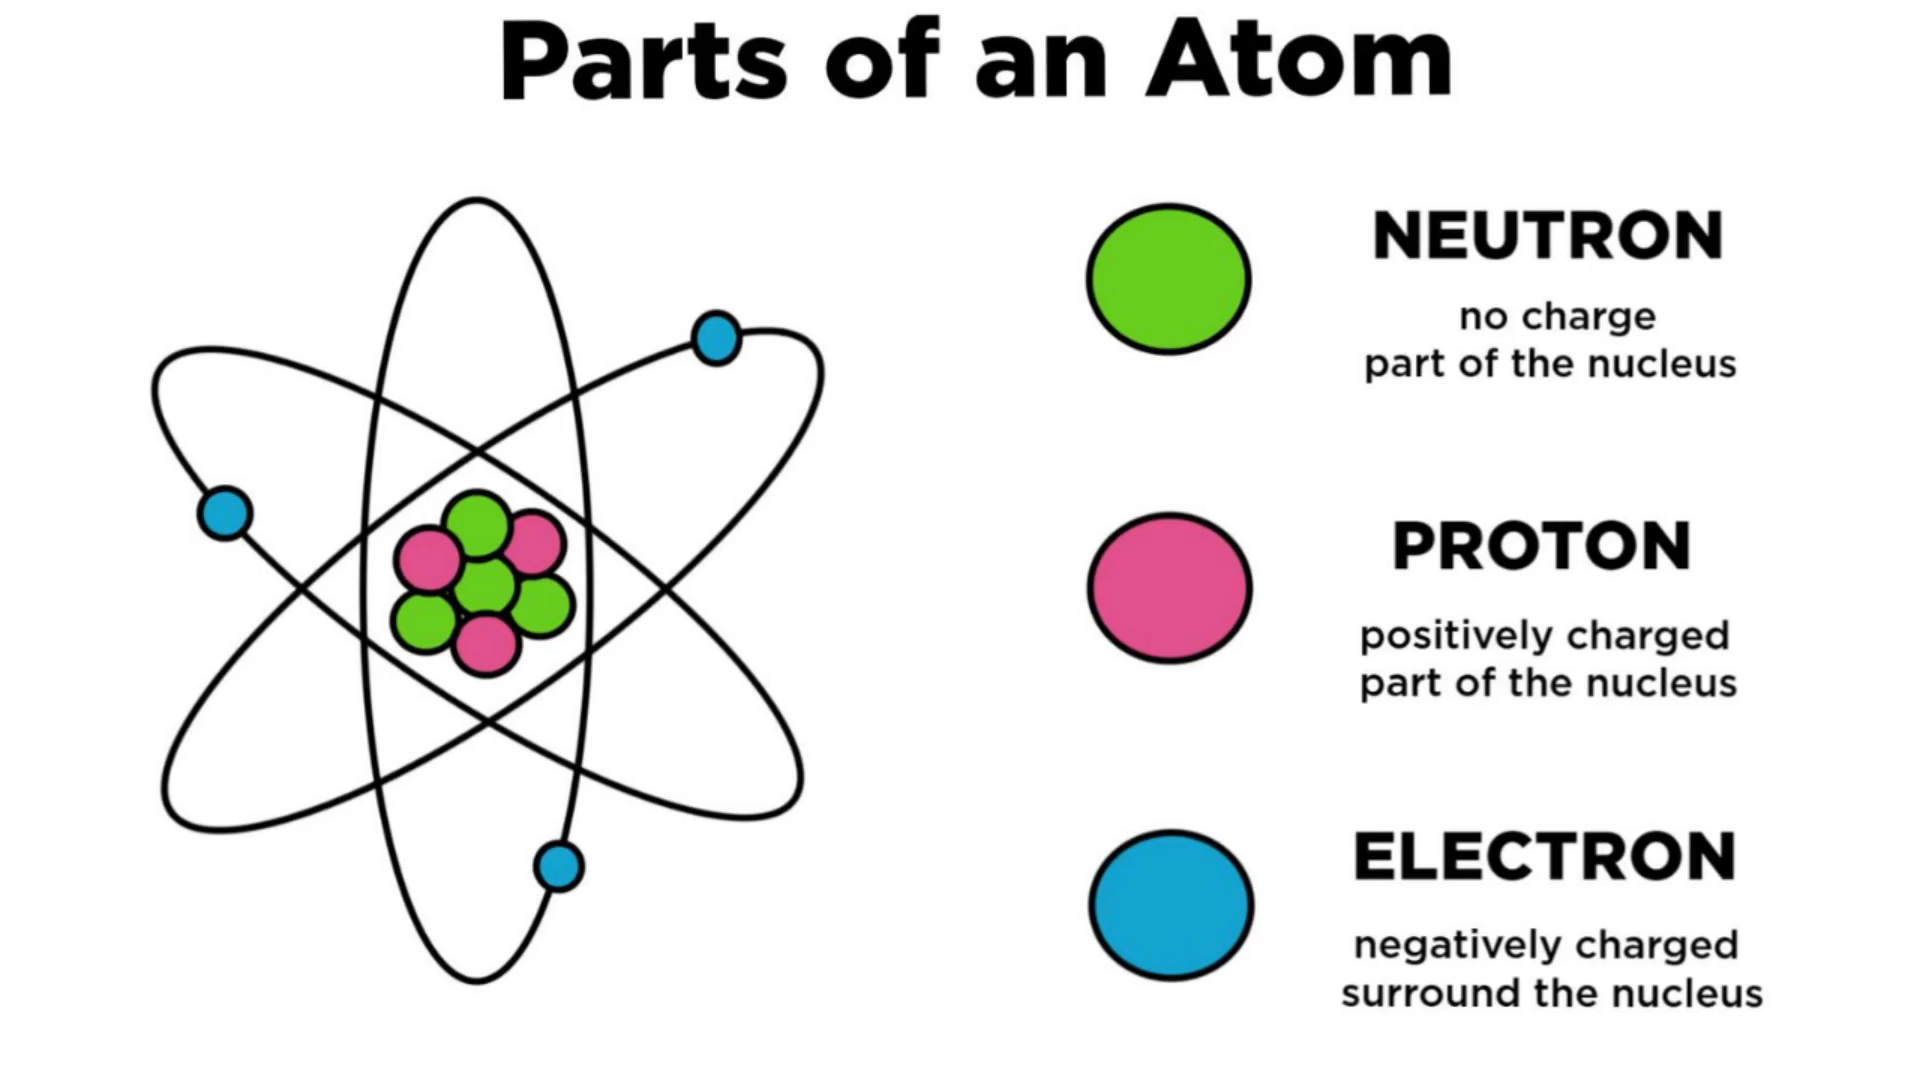 Parts of an Atom
NEUTRON
no charge
part of the nucleus
PROTON
positively charged
part of the nucleus
ELECTRON
negatively charged
surround the nucleus